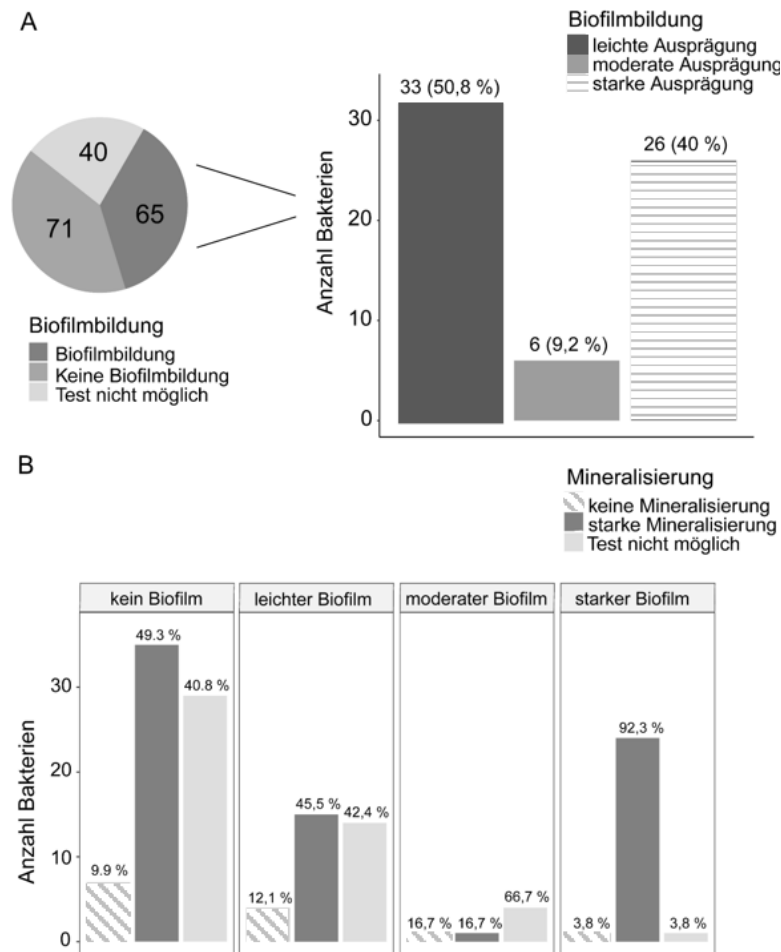 A
Biofilmbildung
leichte Ausprägung
moderate Ausprägung
starke Ausprägung
33 (50,8 %)
26 (40 %)
6 (9,2 %)
30
20
10
0
Anzahl Bakterien
40
71
65
Biofilmbildung
Biofilmbildung
Keine Biofilmbildung
Test nicht möglich
B
Mineralisierung
keine Mineralisierung
starke Mineralisierung
Test nicht möglich
kein Biofilm
leichter Biofilm
moderater Biofilm
starker Biofilm
Anzahl Bakterien
30
20
10
0
9.9 %
49.3 %
40.8 %
12,1 %
45,5 %
42,4 %
16,7 %
16,7 %
66,7 %
3,8 %
92,3 %
3,8 %